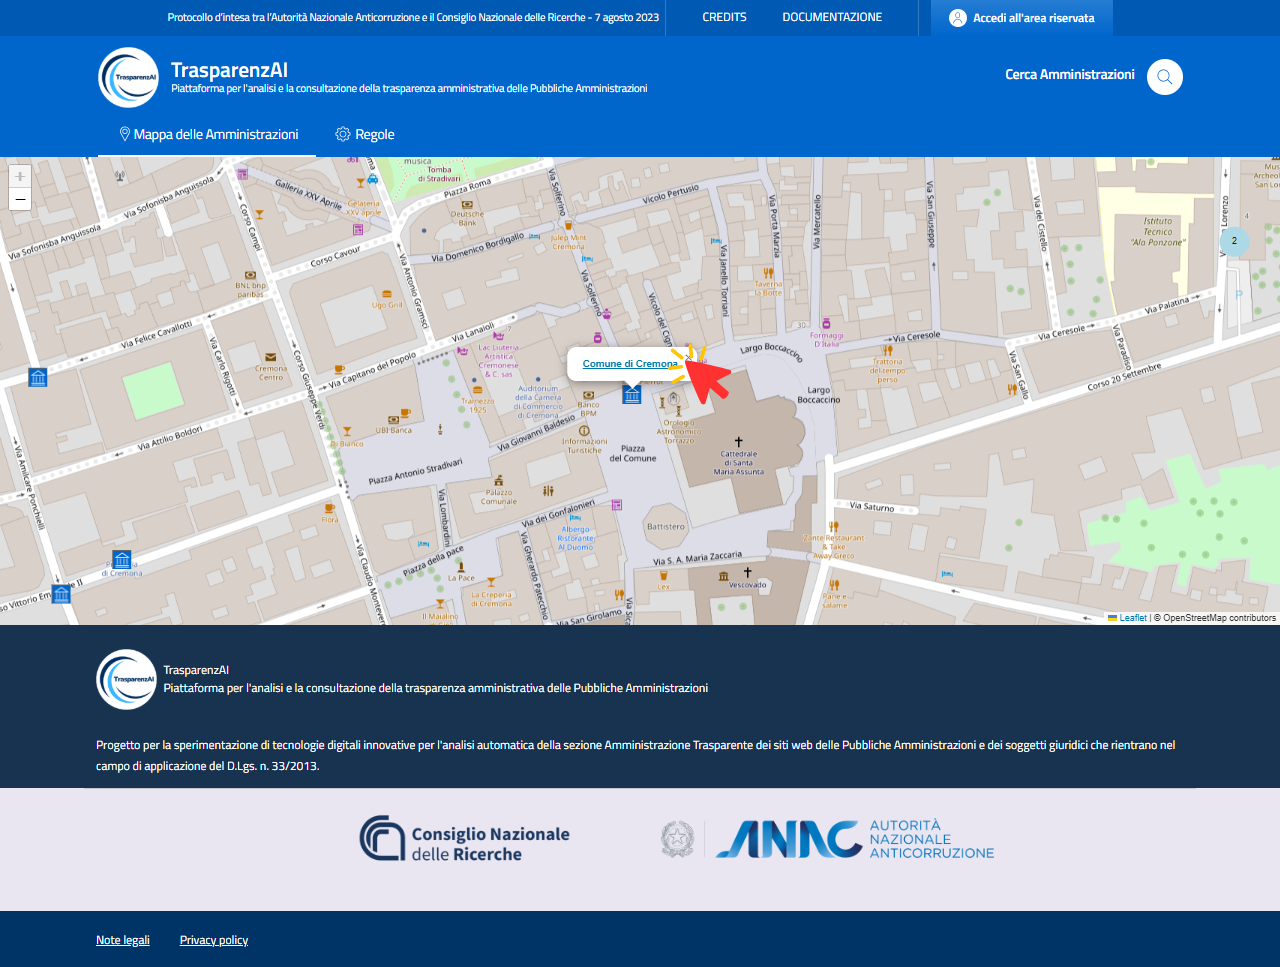 Protocollo d'intesa tra l'Autorità Nazionale Anticorruzione e il Consiglio Nazionale delle Ricerche - 7 agosto 2023
CREDITS
DOCUMENTAZIONE
Accedi all'area riservata
TrasparenzAI
TrasparenzAI
Piattaforma per l'analisi e la consultazione della trasparenza amministrativa delle Pubbliche Amministrazioni
Cerca Amministrazioni
Mappa delle Amministrazioni
Regole
+
−
musica
Tomba
di Stradivari
Piazza Roma
Galleria XXV Aprile
Gelateria
XXV aprile
Via Sofonisba Anguissola
Via Sofonisba Anguissola
Corso Campi
Deutsche
Bank
Via Solferino
Vicolo Pertusio
Via Porta Marzia
Via Mercatello
Via San Giuseppe
Via dei Cistello
Istituto
Tecnico
"Ala Ponzone"
4
2
Corso Cavour
Via Domenico Bordigallo
Julep Mint
Cremona
Via Janello Torriani
BNL bnp
paribas
Via Antonio Gramsci
Ugo Grill
Via Solferino
Taverna
la Botte
30
P
Via Palatina
Via Felice Cavallotti
Via Lanaioli
7
Vicolo del Cigno
Largo Boccaccino
Formaggi
D'Italia
Via Ceresole
Via Ceresole
Via Paradiso
Cremona
Centro
Via Carlo Rigotti
Corso Giuseppe Verdi
Via Capitano del Popolo
Lac Liuteria
Artistica
Cremonese
& C. sas
Comune di Cremona
Trattoria
del tempo
perso
Via San Gallo
Corso 20 Settembre
Tramezzo
1925
Auditorium
della Camera
di Commercio
di Cremona
Banco
BPM
Largo
Boccaccino
UBI Banca
Di Bianco
Via Attilio Boldori
Via Giovanni Baldesio
Informazioni
Turistiche
Orologio
Astronomico
Torrazzo
Piazza
del Comune
Cattedrale
di Santa
Maria Assunta
Via Amilcare Ponchielli
Piazza Antonio Stradivari
Palazzo
Comunale
Via Lombardini
Via dei Gonfalonieri
Fiora
Battistero
Via Saturno
Albergo
Ristorante
Al Duomo
Piazza della pace
Via Gherardo Patecchio
Via S. A. Maria Zaccaria
Restaurant
& Take
Away Greco
Via Claudio Monteverdi
La Pace
La Creperia
di Cremona
Lex
Vescovado
Pane e
salame
Il Maialino
Via San Girolamo
Leaflet | © OpenStreetMap contributors
TrasparenzAI
TrasparenzAI
Piattaforma per l'analisi e la consultazione della trasparenza amministrativa delle Pubbliche Amministrazioni
Progetto per la sperimentazione di tecnologie digitali innovative per l'analisi automatica della sezione Amministrazione Trasparente dei siti web delle Pubbliche Amministrazioni e dei soggetti giuridici che rientrano nel
campo di applicazione del D.Lgs. n. 33/2013.
Consiglio Nazionale
delle Ricerche
ANAC
AUTORITÀ
NAZIONALE
ANTICORRUZIONE
Note legali
Privacy policy